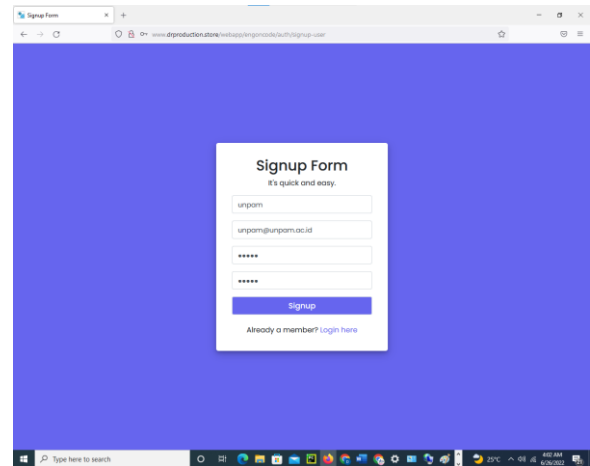 Signup Form
www.drproduction.store/webapp/engoncode/auth/signup-user
Signup Form
It's quick and easy.
unpam
unpam@unpam.ac.id
•••••
•••••
Signup
Already a member? Login here
Type here to search
25°C
4:02 AM
6/26/2022